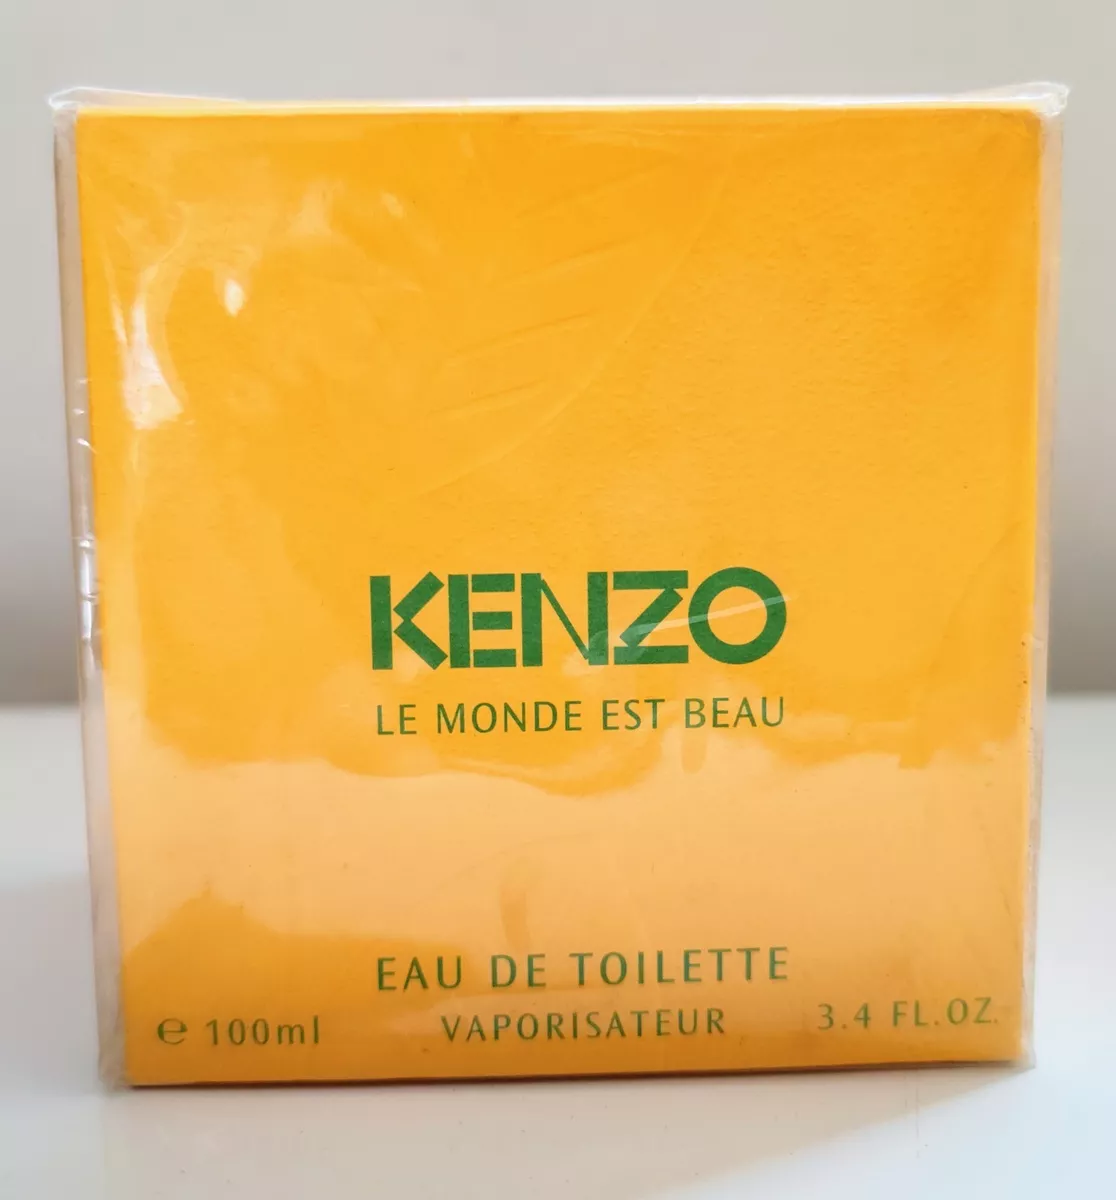 KENZO
LE MONDE EST BEAU
EAU DE TOILETTE
℮ 100ml VAPORISATEUR 3.4 FL.OZ.